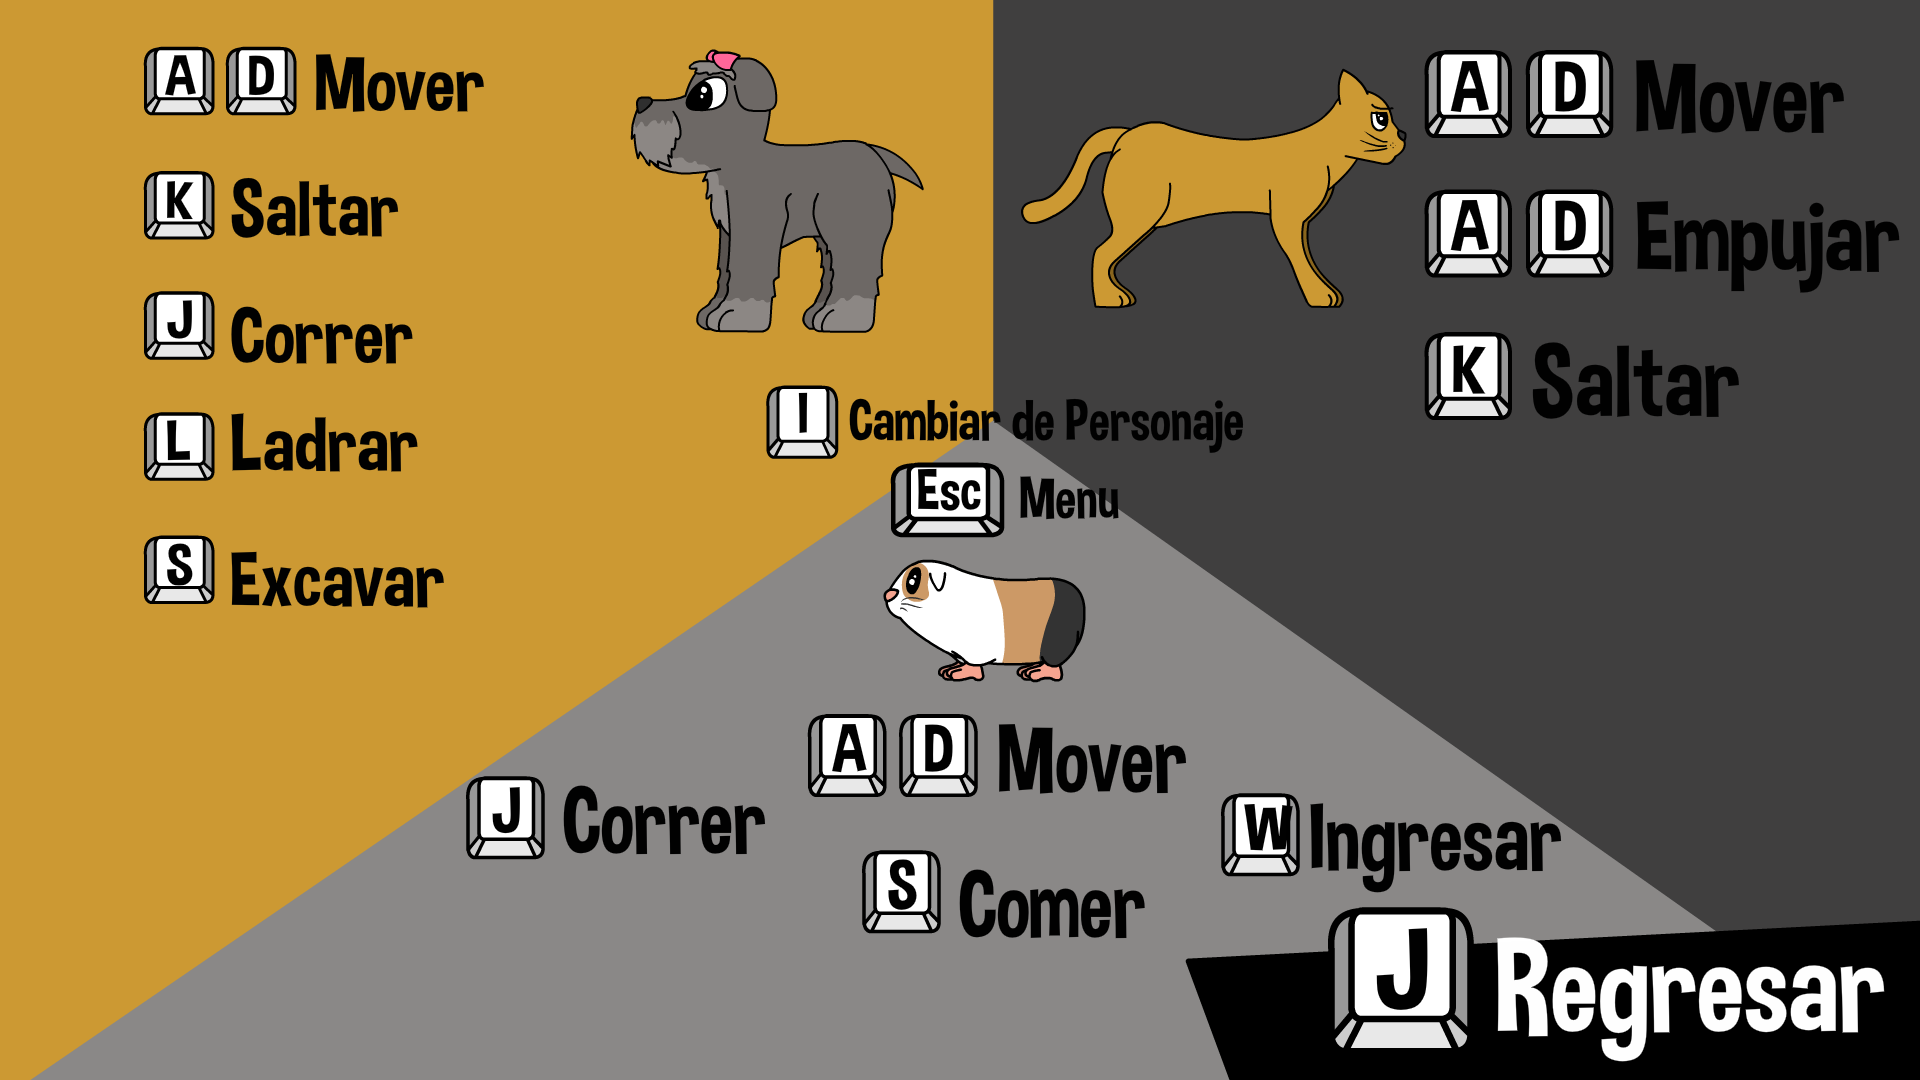 A D Mover
K Saltar
J Correr
L Ladrar
S Excavar
A D Mover
A D Empujar
K Saltar
I Cambiar de Personaje
Esc Menu
A D Mover
J Correr
W Ingresar
S Comer
J Regresar